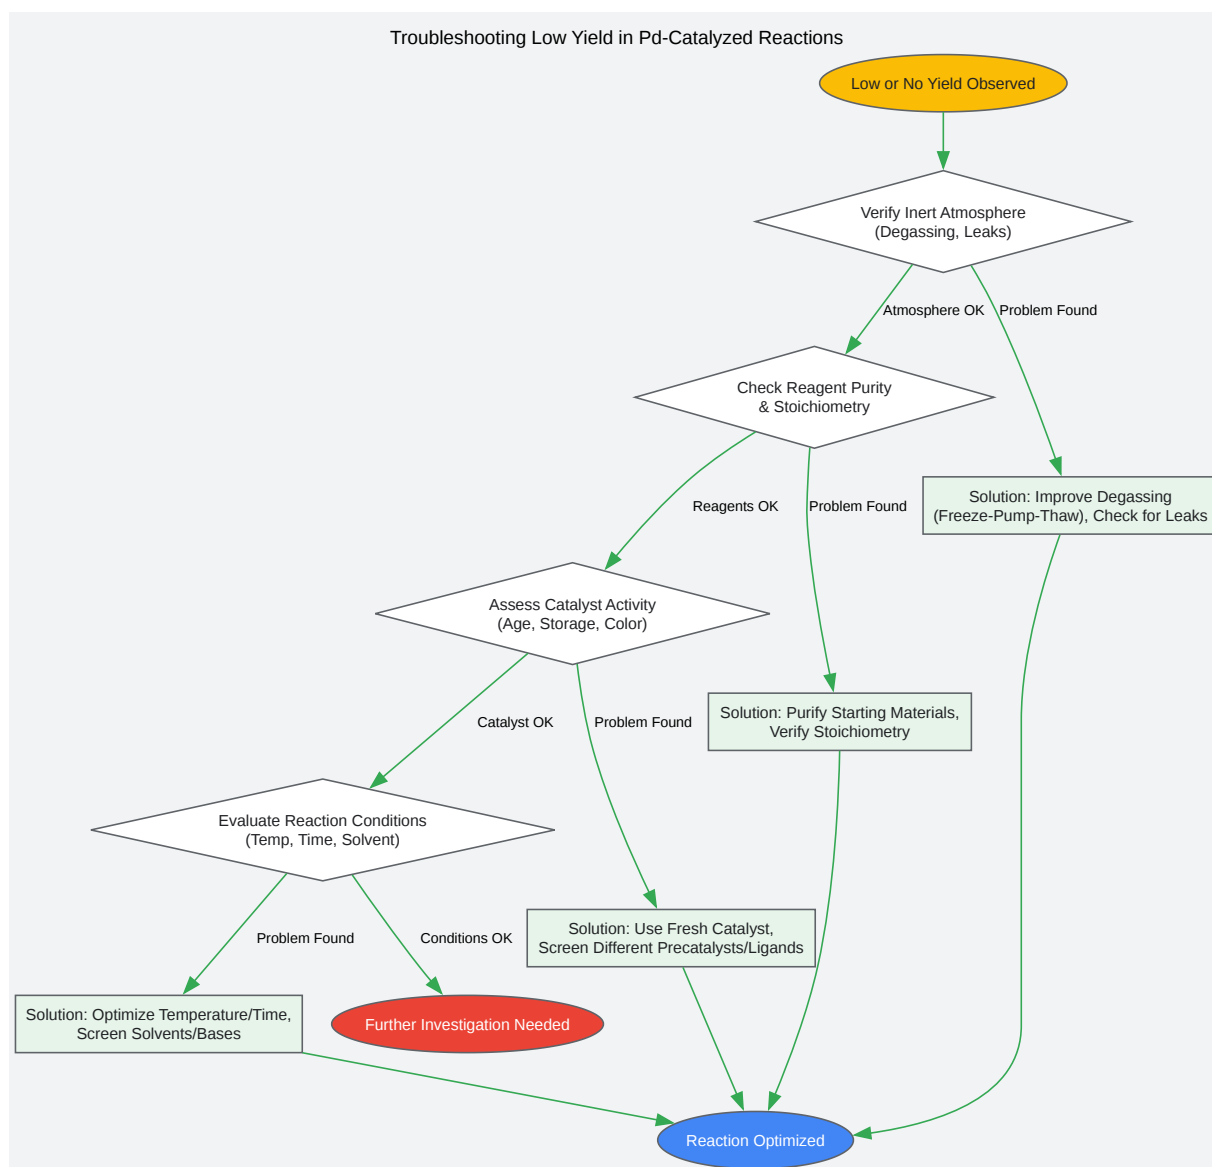 Troubleshooting Low Yield in Pd-Catalyzed Reactions
Low or No Yield Observed
Verify Inert Atmosphere
(Degassing, Leaks)
Atmosphere OK
Problem Found
Check Reagent Purity
& Stoichiometry
Reagents OK
Problem Found
Solution: Improve Degassing
(Freeze-Pump-Thaw), Check for Leaks
Assess Catalyst Activity
(Age, Storage, Color)
Catalyst OK
Problem Found
Solution: Purify Starting Materials,
Verify Stoichiometry
Evaluate Reaction Conditions
(Temp, Time, Solvent)
Problem Found
Conditions OK
Solution: Use Fresh Catalyst,
Screen Different Precatalysts/Ligands
Solution: Optimize Temperature/Time,
Screen Solvents/Bases
Further Investigation Needed
Reaction Optimized